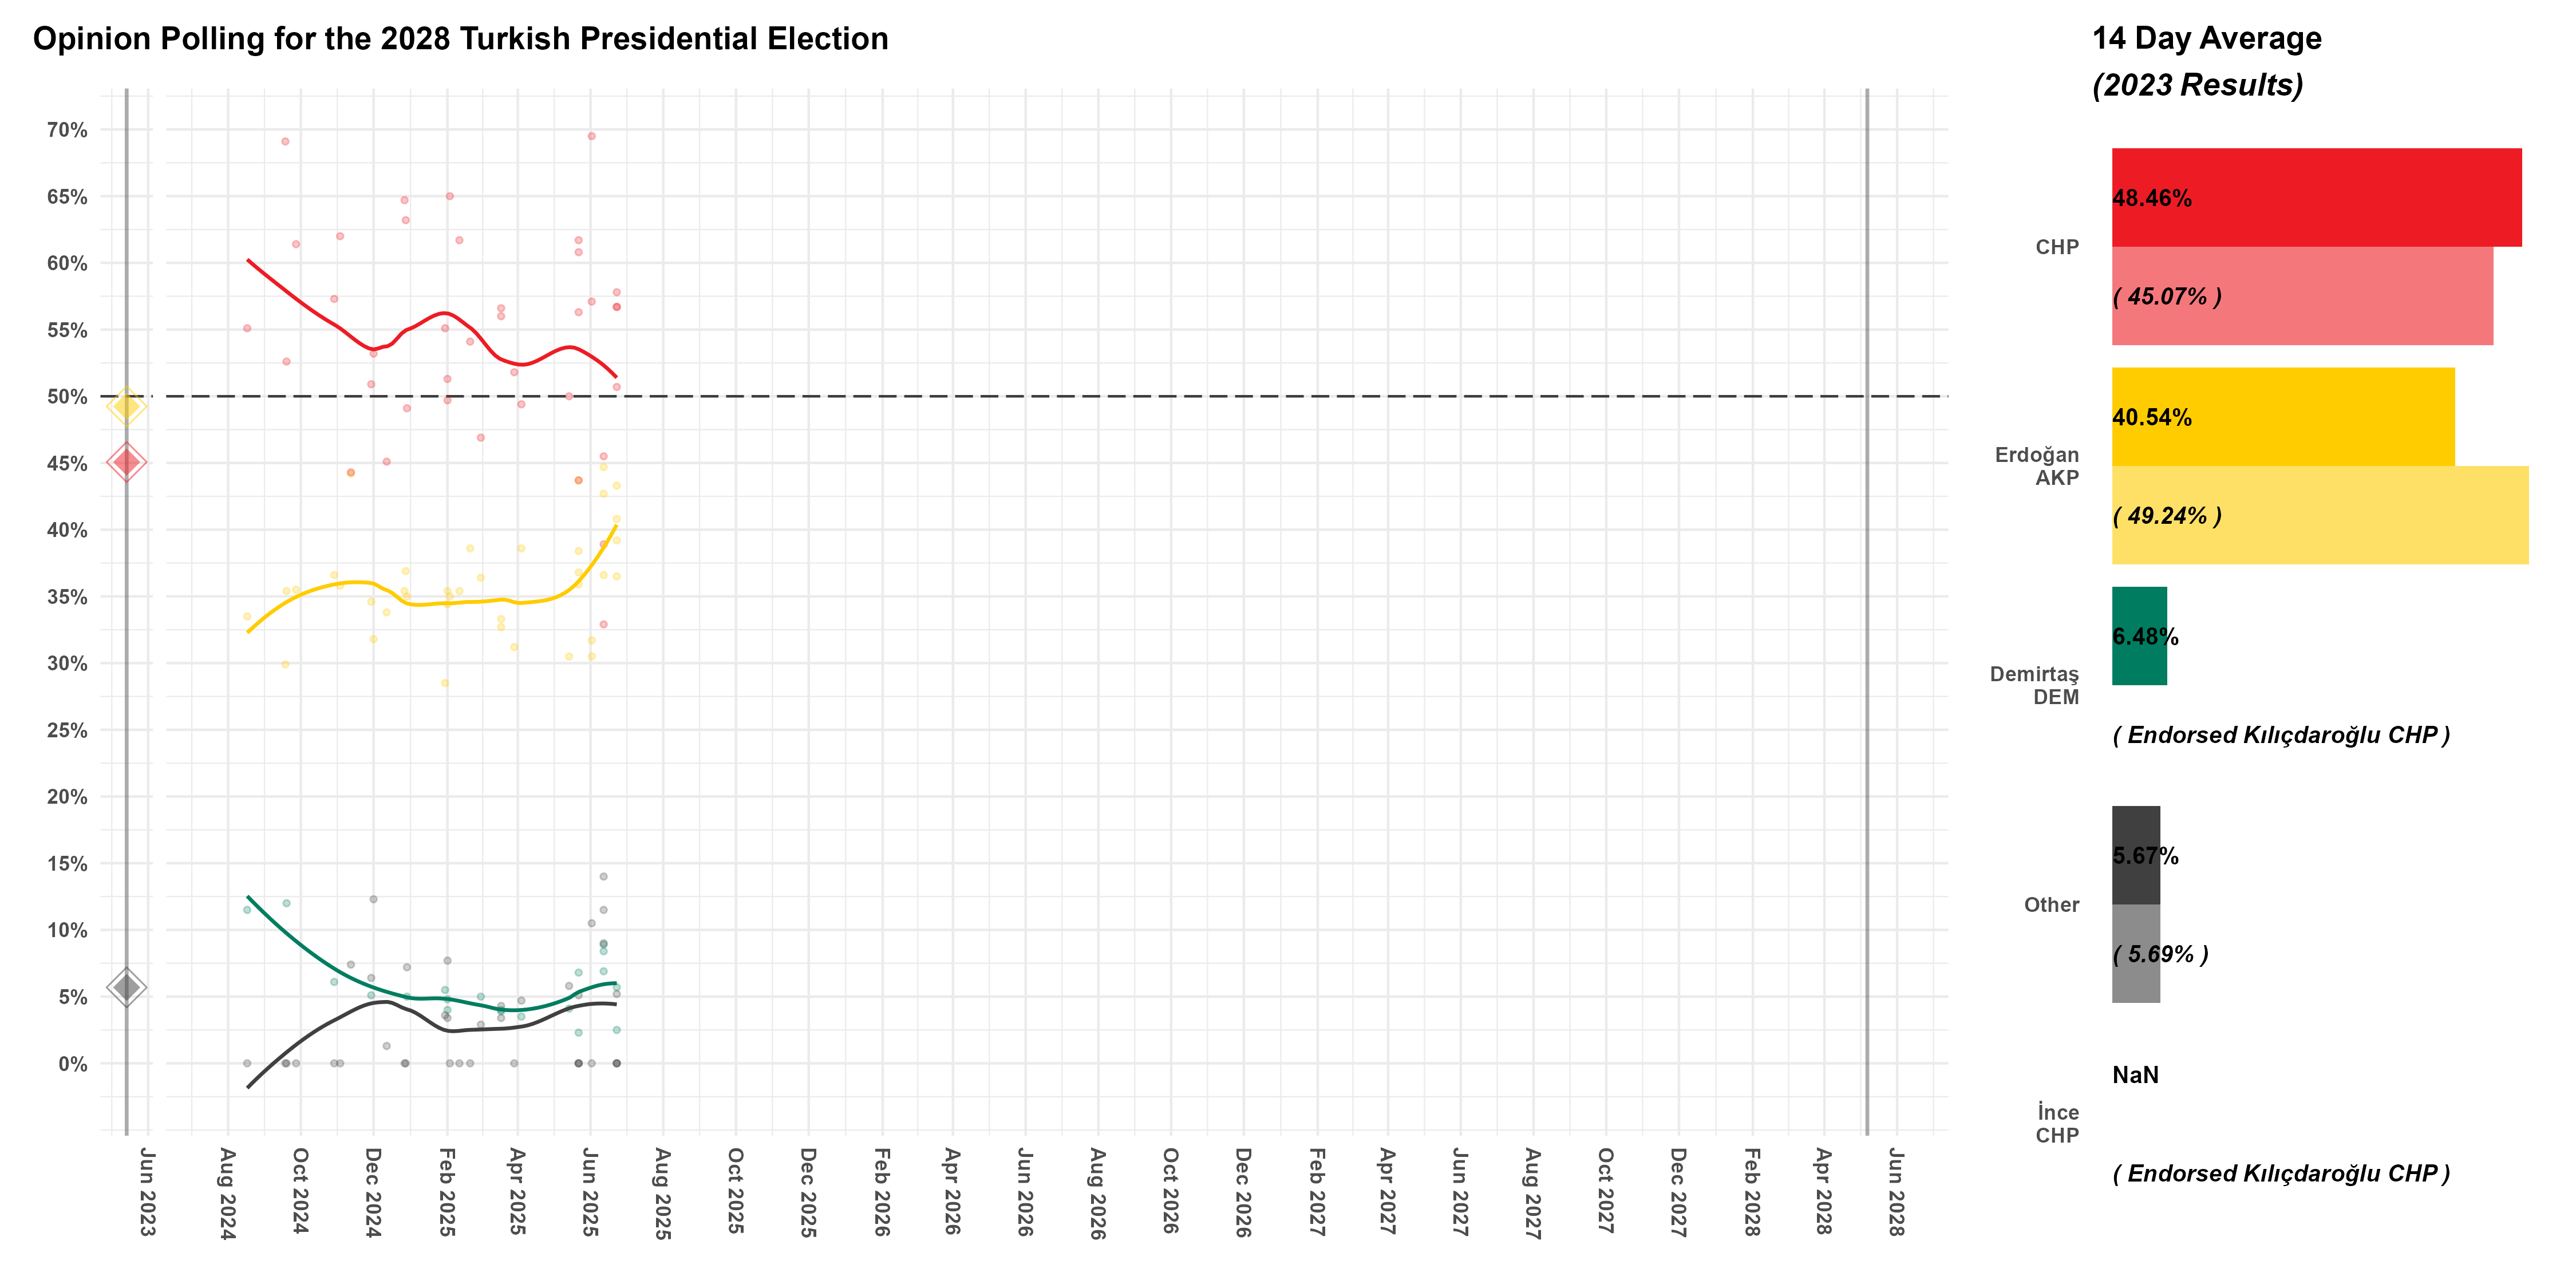 Opinion Polling for the 2028 Turkish Presidential Election
70%
65%
60%
55%
50%
45%
40%
35%
30%
25%
20%
15%
10%
5%
0%
Jun 2023
Aug 2024
Oct 2024
Dec 2024
Feb 2025
Apr 2025
Jun 2025
Aug 2025
Oct 2025
Dec 2025
Feb 2026
Apr 2026
Jun 2026
Aug 2026
Oct 2026
Dec 2026
Feb 2027
Apr 2027
Jun 2027
Aug 2027
Oct 2027
Dec 2027
Feb 2028
Apr 2028
Jun 2028
14 Day Average
(2023 Results)
CHP
48.46%
( 45.07% )
Erdoğan
AKP
40.54%
( 49.24% )
Demirtaş
DEM
6.48%
( Endorsed Kılıçdaroğlu CHP )
Other
5.67%
( 5.69% )
İnce
CHP
NaN
( Endorsed Kılıçdaroğlu CHP )